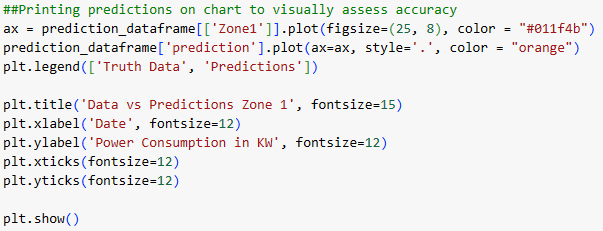 ##Printing predictions on chart to visually assess accuracy
ax = prediction_dataframe[['Zone1']].plot(figsize=(25, 8), color = "#011f4b")
prediction_dataframe['prediction'].plot(ax=ax, style='.', color = "orange")
plt.legend(['Truth Data', 'Predictions'])
plt.title('Data vs Predictions Zone 1', fontsize=15)
plt.xlabel('Date', fontsize=12)
plt.ylabel('Power Consumption in KW', fontsize=12)
plt.xticks(fontsize=12)
plt.yticks(fontsize=12)
plt.show()